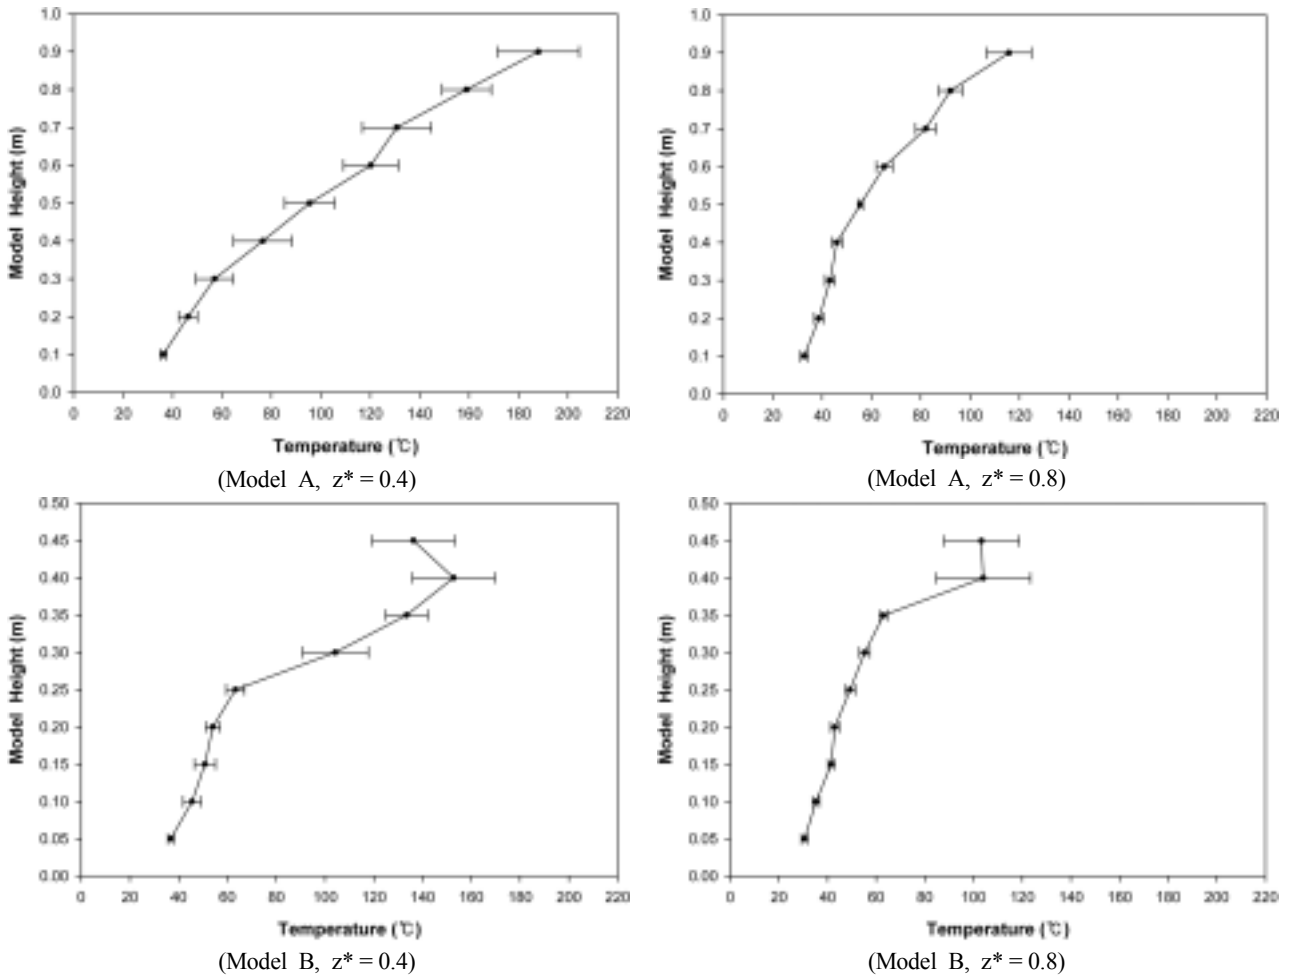 1.0
0.9
0.8
0.7
0.6
0.5
0.4
0.3
0.2
0.1
0.0
Model Height (m)
0 20 40 60 80 100 120 140 160 180 200 220
Temperature (℃)
(Model A, z* = 0.4)
1.0
0.9
0.8
0.7
0.6
0.5
0.4
0.3
0.2
0.1
0.0
Model Height (m)
0 20 40 60 80 100 120 140 160 180 200 220
Temperature (℃)
(Model A, z* = 0.8)
0.50
0.45
0.40
0.35
0.30
0.25
0.20
0.15
0.10
0.05
0.00
Model Height (m)
0 20 40 60 80 100 120 140 160 180 200 220
Temperature (℃)
(Model B, z* = 0.4)
0.50
0.45
0.40
0.35
0.30
0.25
0.20
0.15
0.10
0.05
0.00
Model Height (m)
0 20 40 60 80 100 120 140 160 180 200 220
Temperature (℃)
(Model B, z* = 0.8)